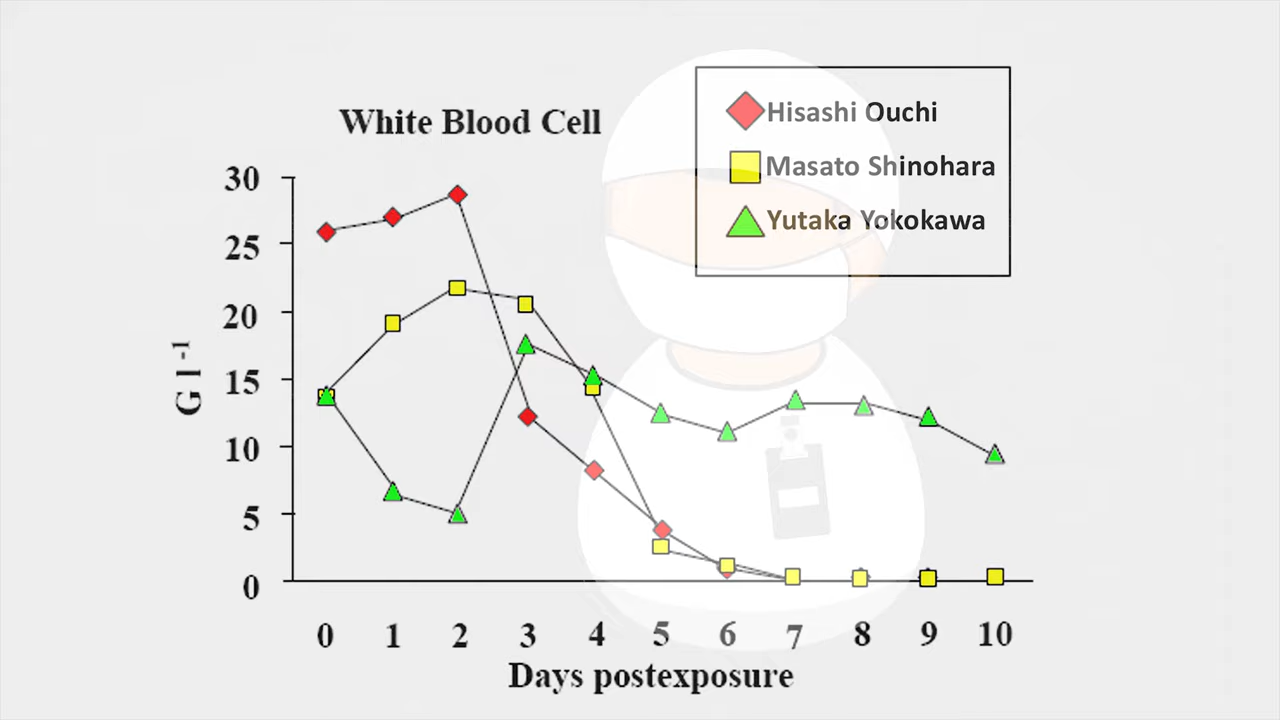 White Blood Cell
Hisashi Ouchi
Masato Shinohara
Yutaka Yokokawa
30
25
20
15
10
5
0
G l⁻¹
0 1 2 3 4 5 6 7 8 9 10
Days postexposure